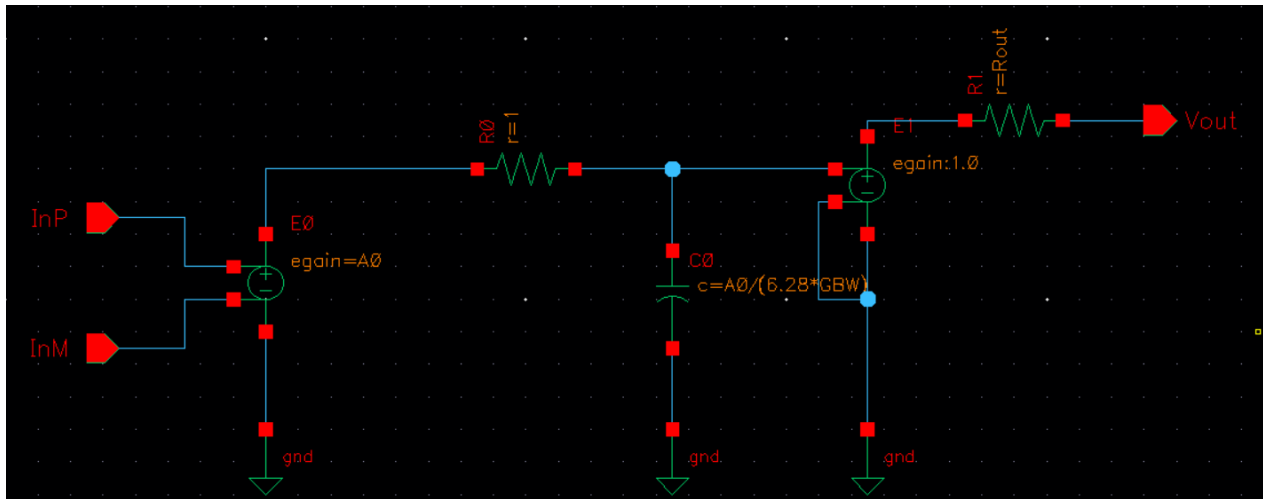 R1
r=Rout
Vout
R0
r=1
E1
egain:1.0
InP
E0
egain=A0
C0
c=A0/(6.28*GBW)
InM
gnd
gnd
gnd